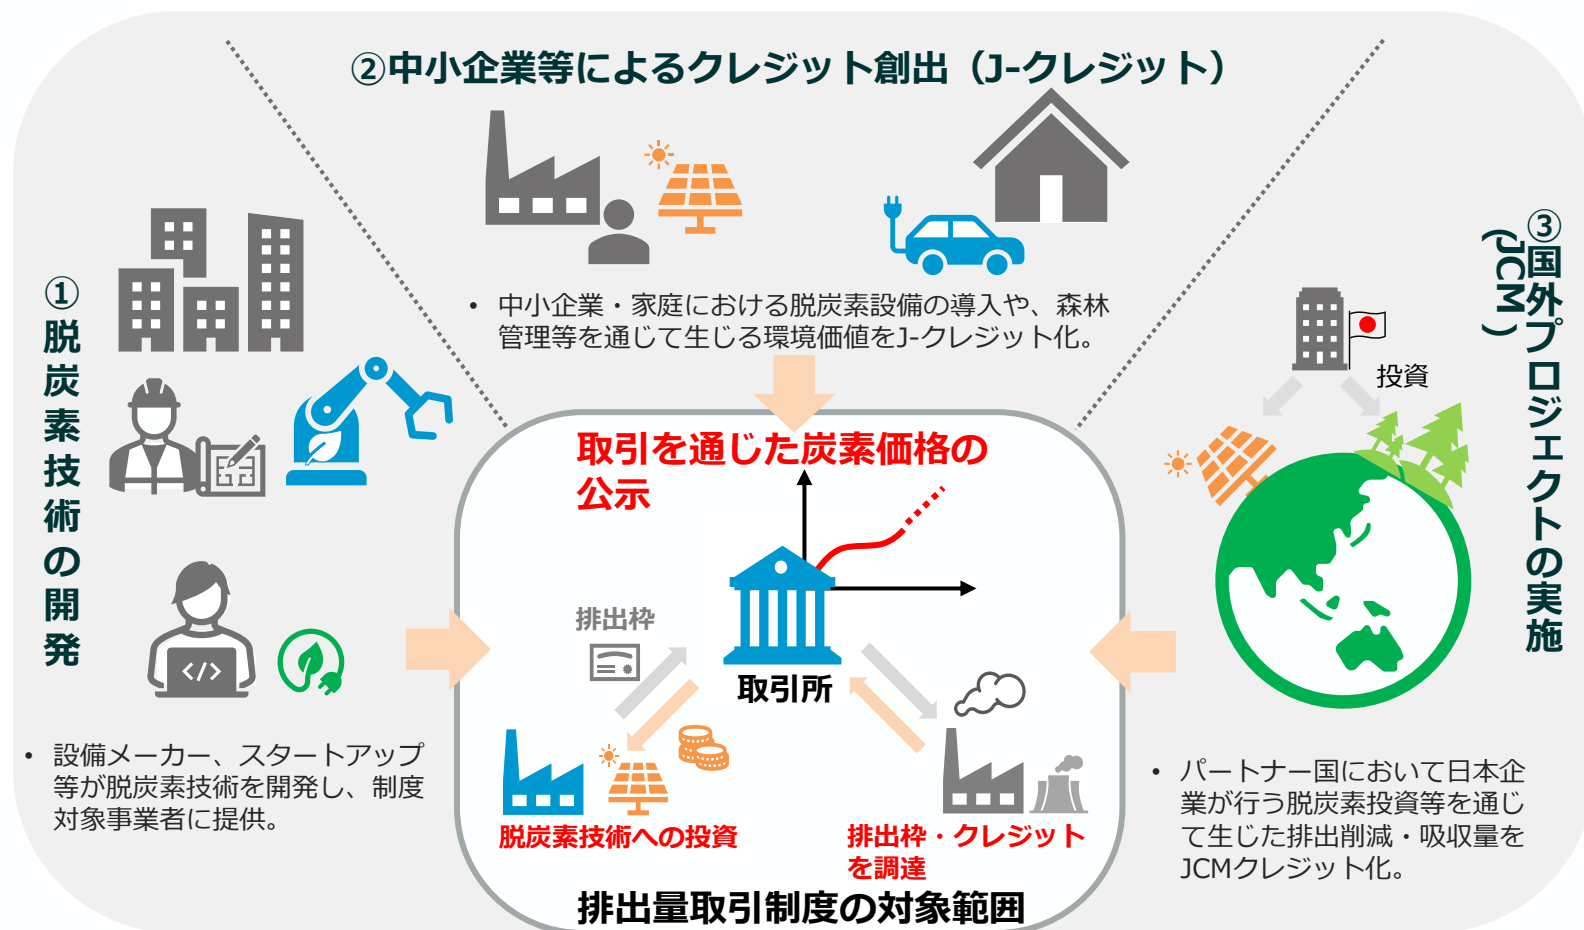 ②中小企業等によるクレジット創出（J-クレジット）
• 中小企業・家庭における脱炭素設備の導入や、森林
管理等を通じて生じる環境価値をJ-クレジット化。
①脱炭素技術の開発
• 設備メーカー、スタートアップ
等が脱炭素技術を開発し、制度
対象事業者に提供。
③国外プロジェクトの実施
(JCM)
投資
• パートナー国において日本企
業が行う脱炭素投資等を通じ
て生じた排出削減・吸収量を
JCMクレジット化。
取引を通じた炭素価格の
公示
排出枠
取引所
</>
脱炭素技術への投資
排出枠・クレジット
を調達
排出量取引制度の対象範囲